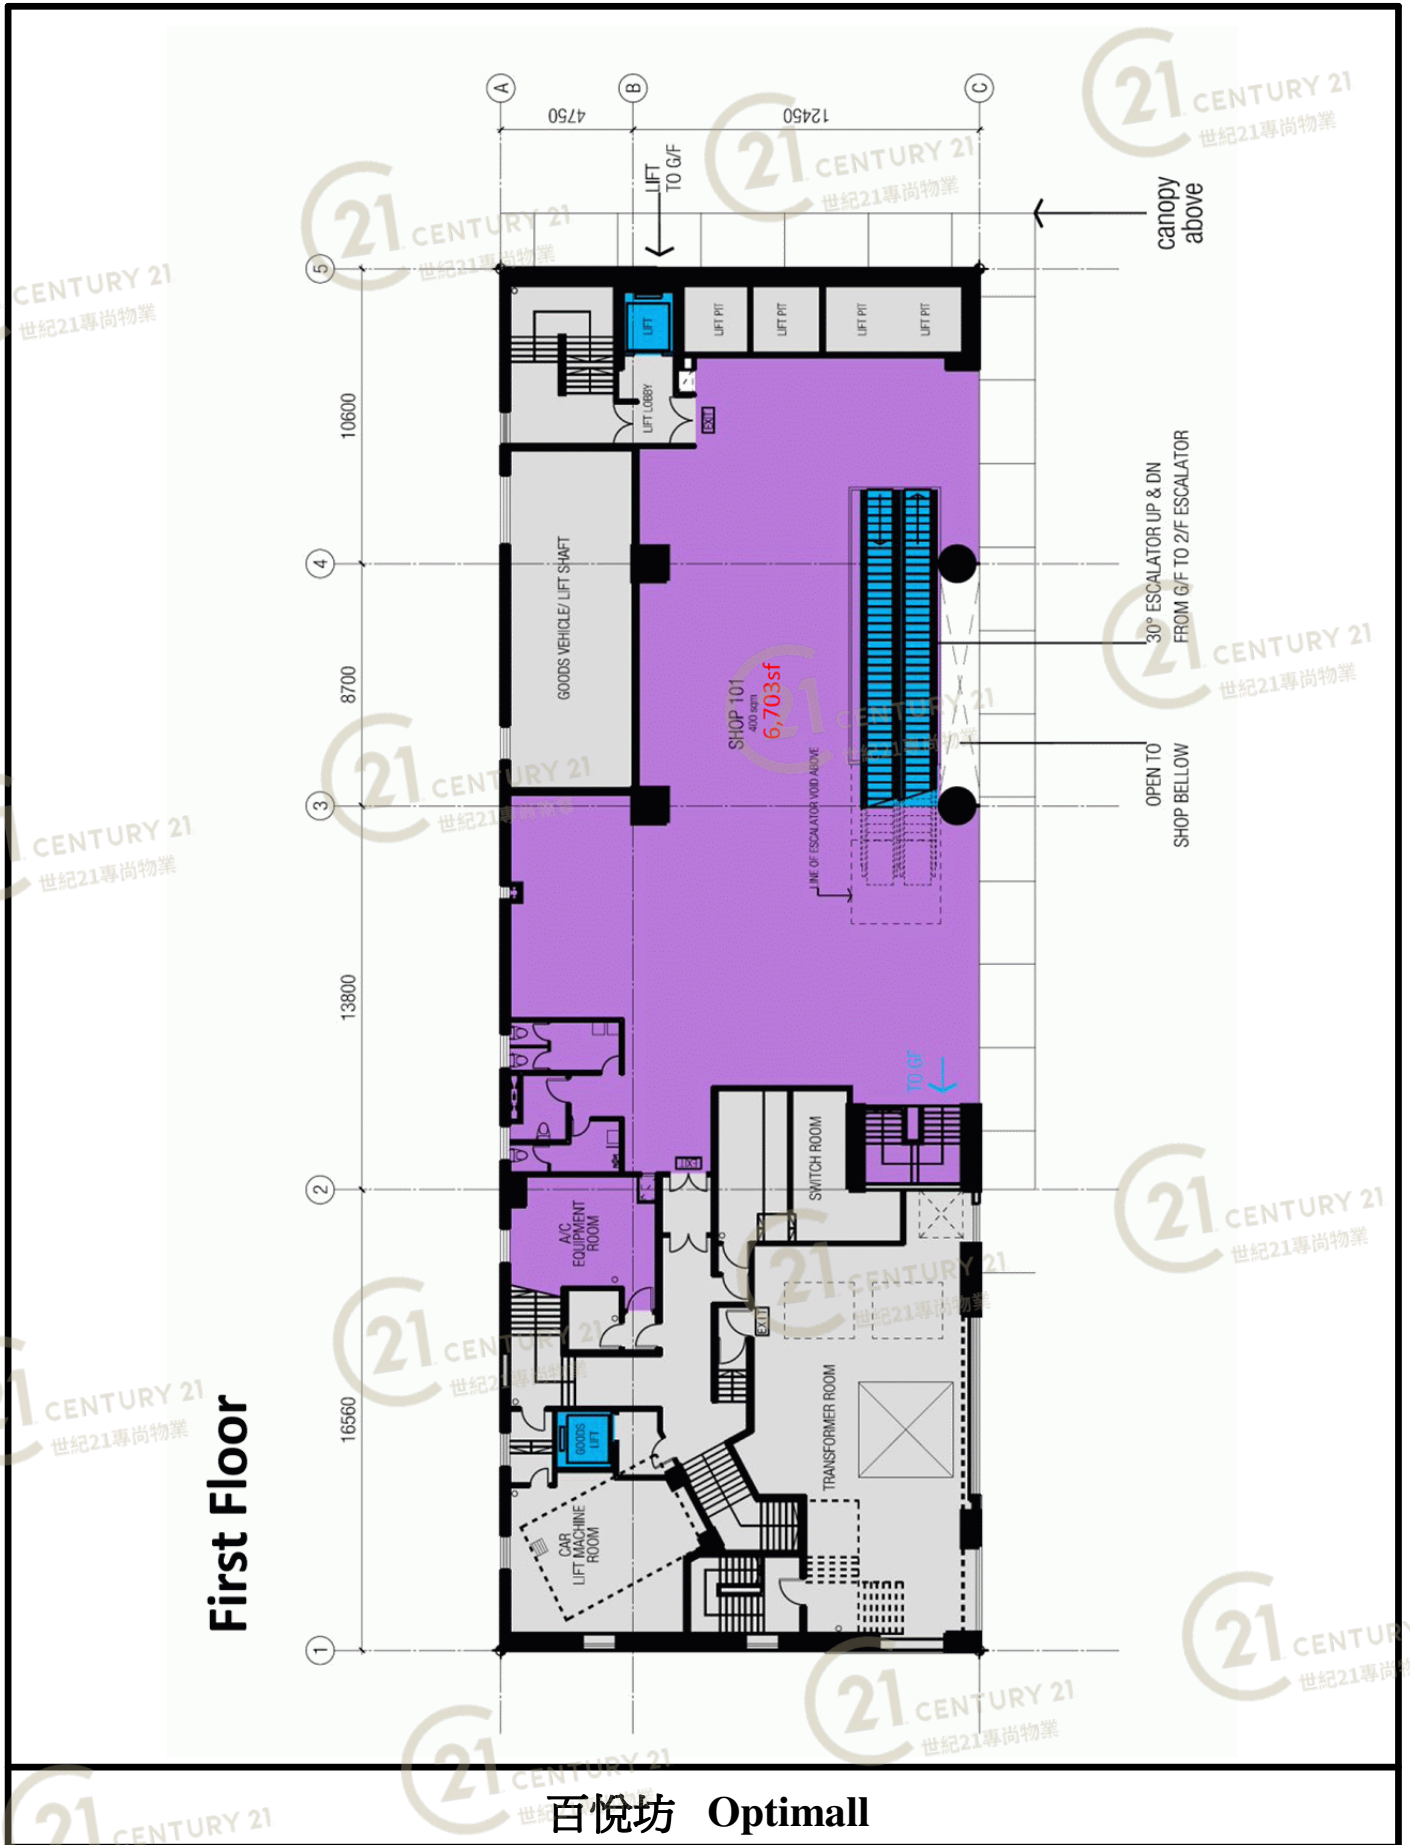 First Floor
A
B
C
4750
12450
5
4
3
2
1
10600
8700
13800
16560
LIFT
TO G/F
canopy
above
LIFT
LIFT PIT
LIFT PIT
LIFT PIT
LIFT PIT
LIFT LOBBY
EXIT
GOODS VEHICLE/ LIFT SHAFT
SHOP 101
400 sqm
6,703sf
LINE OF ESCALATOR VOID ABOVE
30° ESCALATOR UP & DN
FROM G/F TO 2/F ESCALATOR
OPEN TO
SHOP BELLOW
TO GF
SWITCH ROOM
A/C
EQUIPMENT
ROOM
EXIT
TRANSFORMER ROOM
GOODS
LIFT
CAR
LIFT MACHINE
ROOM
百悅坊 Optimall
C21 CENTURY 21
世紀21專尚物業